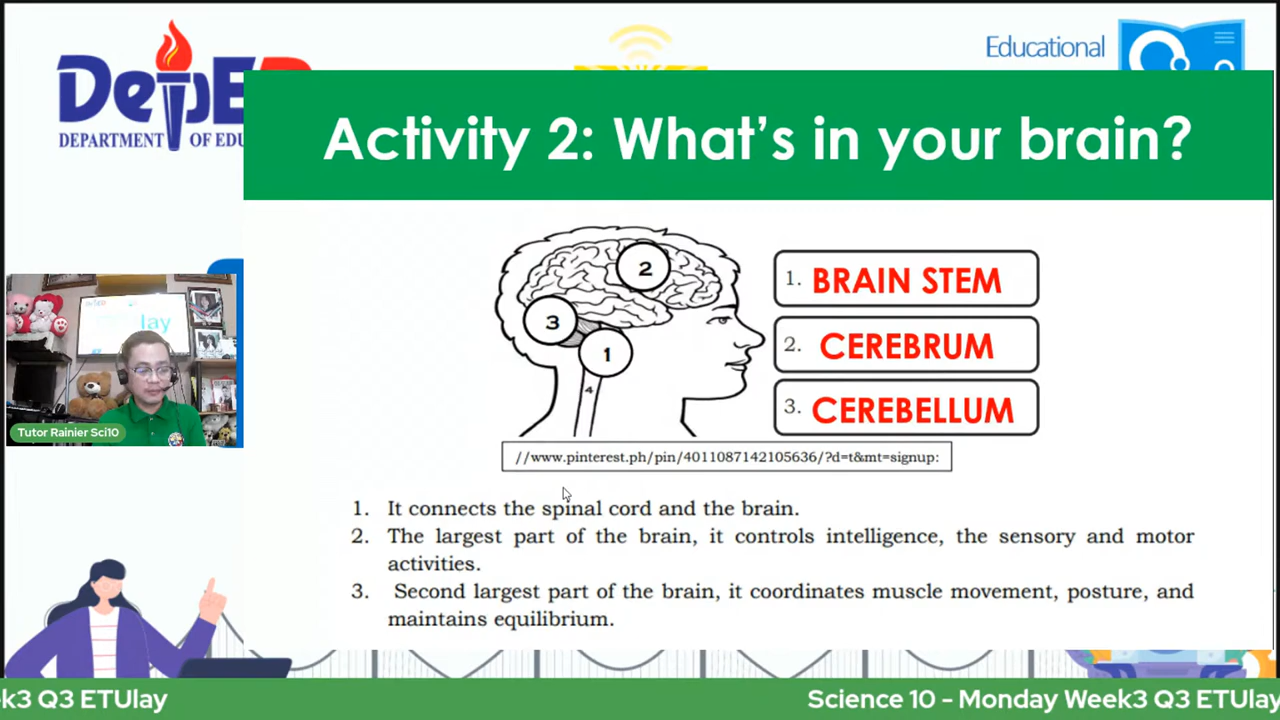 DepED
DEPARTMENT OF EDU
Educational
Activity 2: What's in your brain?
2
3
1
4
1. BRAIN STEM
2. CEREBRUM
3. CEREBELLUM
//www.pinterest.ph/pin/4011087142105636/?d=t&mt=signup:
lay
Tutor Rainier Sci10
1. It connects the spinal cord and the brain.
2. The largest part of the brain, it controls intelligence, the sensory and motor
activities.
3. Second largest part of the brain, it coordinates muscle movement, posture, and
maintains equilibrium.
ek3 Q3 ETUlay
Science 10 - Monday Week3 Q3 ETUlay